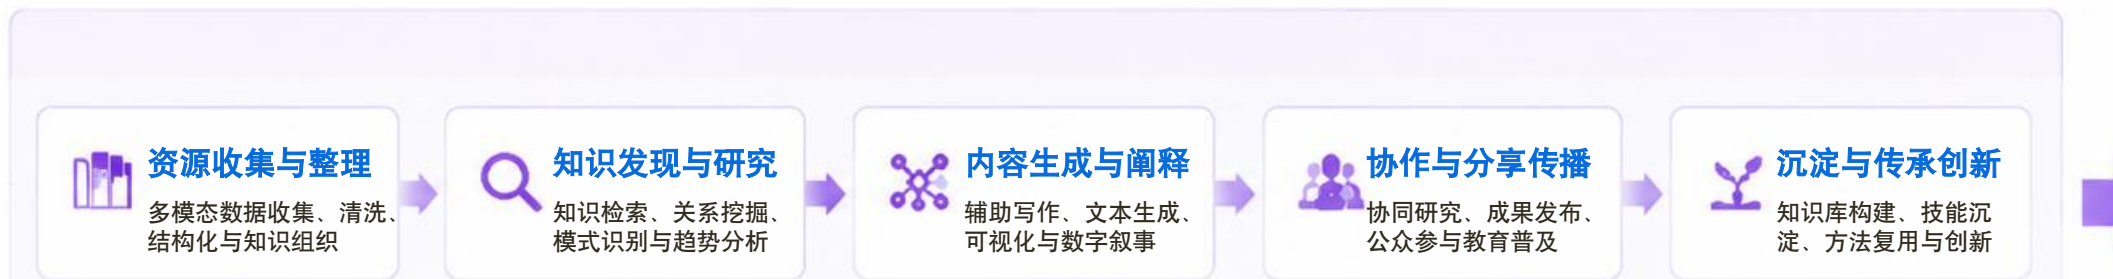 资源收集与整理
多模态数据收集、清洗、
结构化与知识组织
知识发现与研究
知识检索、关系挖掘、
模式识别与趋势分析
内容生成与阐释
辅助写作、文本生成、
可视化与数字叙事
协作与分享传播
协同研究、成果发布、
公众参与教育普及
沉淀与传承创新
知识库构建、技能沉
淀、方法复用与创新